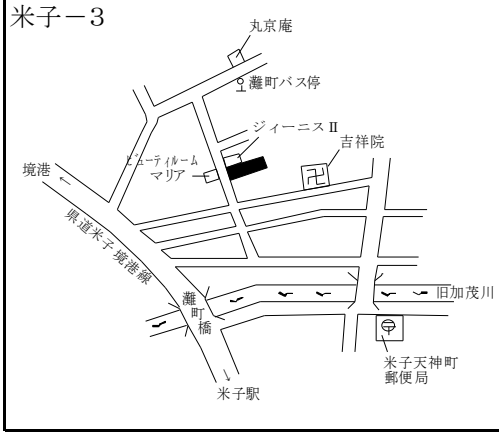 米子－3
丸京庵
灘町バス停
ジィーニスⅡ
吉祥院
ビューティルーム
マリア
境港
県道米子境港線
灘町橋
旧加茂川
米子天神町
郵便局
米子駅